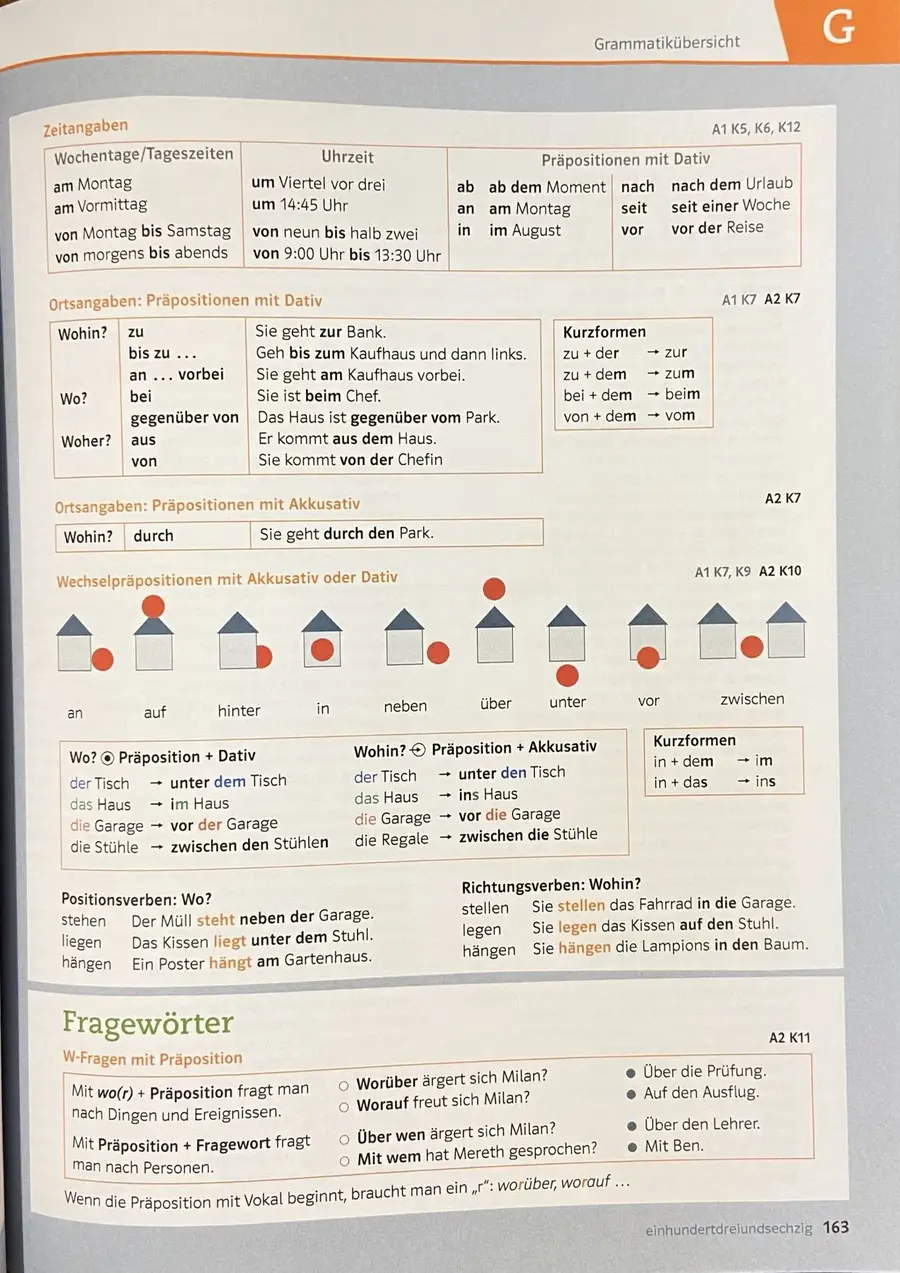 Grammatikübersicht G
Zeitangaben A1 K5, K6, K12
Wochentage/Tageszeiten Uhrzeit Präpositionen mit Dativ
am Montag um Viertel vor drei ab ab dem Moment nach nach dem Urlaub
am Vormittag um 14:45 Uhr an am Montag seit seit einer Woche
von Montag bis Samstag von neun bis halb zwei in im August vor vor der Reise
von morgens bis abends von 9:00 Uhr bis 13:30 Uhr
Ortsangaben: Präpositionen mit Dativ A1 K7 A2 K7
Wohin? zu Sie geht zur Bank. Kurzformen
bis zu ... Geh bis zum Kaufhaus und dann links. zu + der → zur
an ... vorbei Sie geht am Kaufhaus vorbei. zu + dem → zum
Wo? bei Sie ist beim Chef. bei + dem → beim
gegenüber von Das Haus ist gegenüber vom Park. von + dem → vom
Woher? aus Er kommt aus dem Haus.
von Sie kommt von der Chefin
Ortsangaben: Präpositionen mit Akkusativ A2 K7
Wohin? durch Sie geht durch den Park.
Wechselpräpositionen mit Akkusativ oder Dativ A1 K7, K9 A2 K10
an auf hinter in neben über unter vor zwischen
Wo? Präposition + Dativ Wohin? Präposition + Akkusativ Kurzformen
der Tisch → unter dem Tisch der Tisch → unter den Tisch in + dem → im
das Haus → im Haus das Haus → ins Haus in + das → ins
die Garage → vor der Garage die Garage → vor die Garage
die Stühle → zwischen den Stühlen die Regale → zwischen die Stühle
Positionsverben: Wo? Richtungsverben: Wohin?
stehen Der Müll steht neben der Garage. stellen Sie stellen das Fahrrad in die Garage.
liegen Das Kissen liegt unter dem Stuhl. legen Sie legen das Kissen auf den Stuhl.
hängen Ein Poster hängt am Gartenhaus. hängen Sie hängen die Lampions in den Baum.
Fragewörter
W-Fragen mit Präposition A2 K11
Mit wo(r) + Präposition fragt man ○ Worüber ärgert sich Milan? ● Über die Prüfung.
nach Dingen und Ereignissen. ○ Worauf freut sich Milan? ● Auf den Ausflug.
Mit Präposition + Fragewort fragt ○ Über wen ärgert sich Milan? ● Über den Lehrer.
man nach Personen. ○ Mit wem hat Mereth gesprochen? ● Mit Ben.
Wenn die Präposition mit Vokal beginnt, braucht man ein „r“: worüber, worauf ...
einhundertdreiundsechzig 163